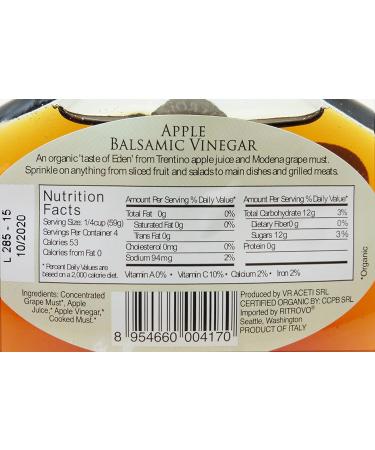 APPLE
BALSAMIC VINEGAR
An organic 'taste of Eden' from Trentino apple juice and Modena grape must.
Sprinkle on anything from sliced fruit and salads to main dishes and grilled meats.
L 285 - 15
10/2020
Nutrition
Facts
Serving Size: 1/4cup (59g)
Servings Per Container 4
Calories 53
Calories from Fat 0
* Percent Daily Values are
based on a 2,000 calorie diet.
Amount Per Serving % Daily Value*
Total Fat 0g 0%
Saturated Fat 0g 0%
Trans Fat 0g
Cholesterol 0mg 0%
Sodium 94mg 2%
Amount Per Serving % Daily Value*
Total Carbohydrate 12g 3%
Dietary Fiber0g 0%
Sugars 12g 3%
Protein 0g
Vitamin A 0% • Vitamin C 10% • Calcium 2% • Iron 2%
*Organic
Ingredients: Concentrated
Grape Must*, Apple
Juice,* Apple Vinegar,*
Cooked Must.*
8 954660 004170
Produced by VR ACETI SRL
CERTIFIED ORGANIC BY: CCPB SRL
Imported by RITROVO®
Seattle, Washington
PRODUCT OF ITALY